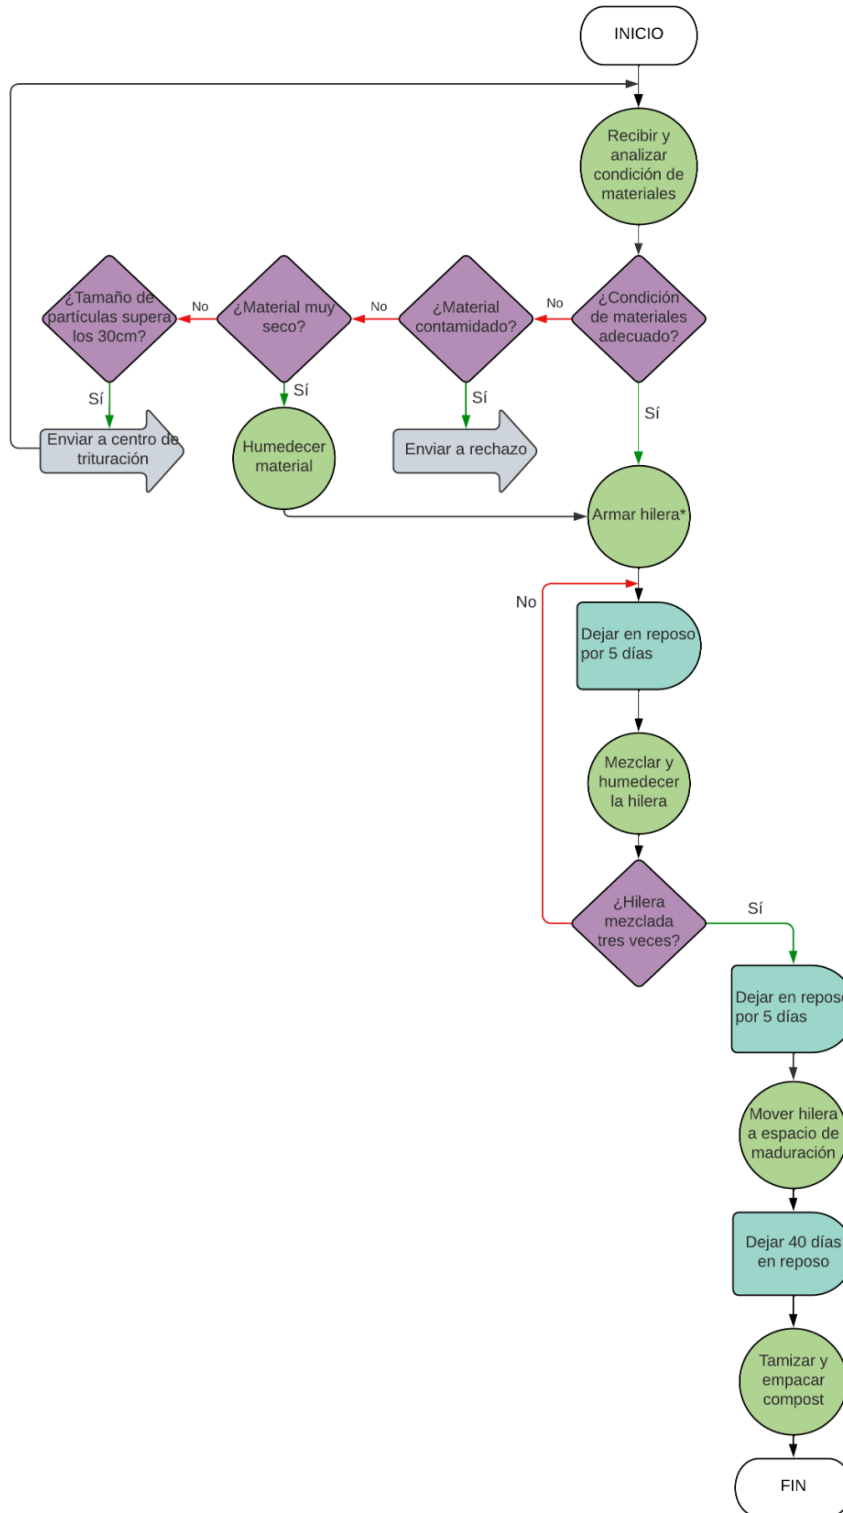 INICIO
Recibir y
analizar
condición de
materiales
¿Tamaño de
partículas supera
los 30cm?
No
¿Material muy
seco?
No
¿Material
contamidado?
No
¿Condición
de materiales
adecuado?
Sí
Sí
Sí
Sí
Enviar a centro de
trituración
Humedecer
material
Enviar a rechazo
Armar hilera*
No
Dejar en reposo
por 5 días
Mezclar y
humedecer
la hilera
¿Hilera
mezclada
tres veces?
Sí
Dejar en reposo
por 5 días
Mover hilera
a espacio de
maduración
Dejar 40 días
en reposo
Tamizar y
empacar
compost
FIN